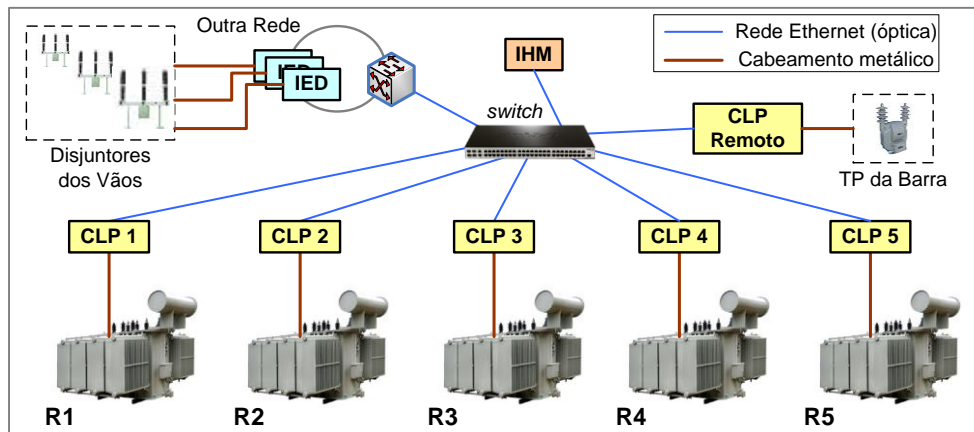 Outra Rede
IED
IED
IHM
Rede Ethernet (óptica)
Cabeamento metálico
switch
CLP
Remoto
Disjuntores
dos Vãos
TP da Barra
CLP 1
CLP 2
CLP 3
CLP 4
CLP 5
R1
R2
R3
R4
R5